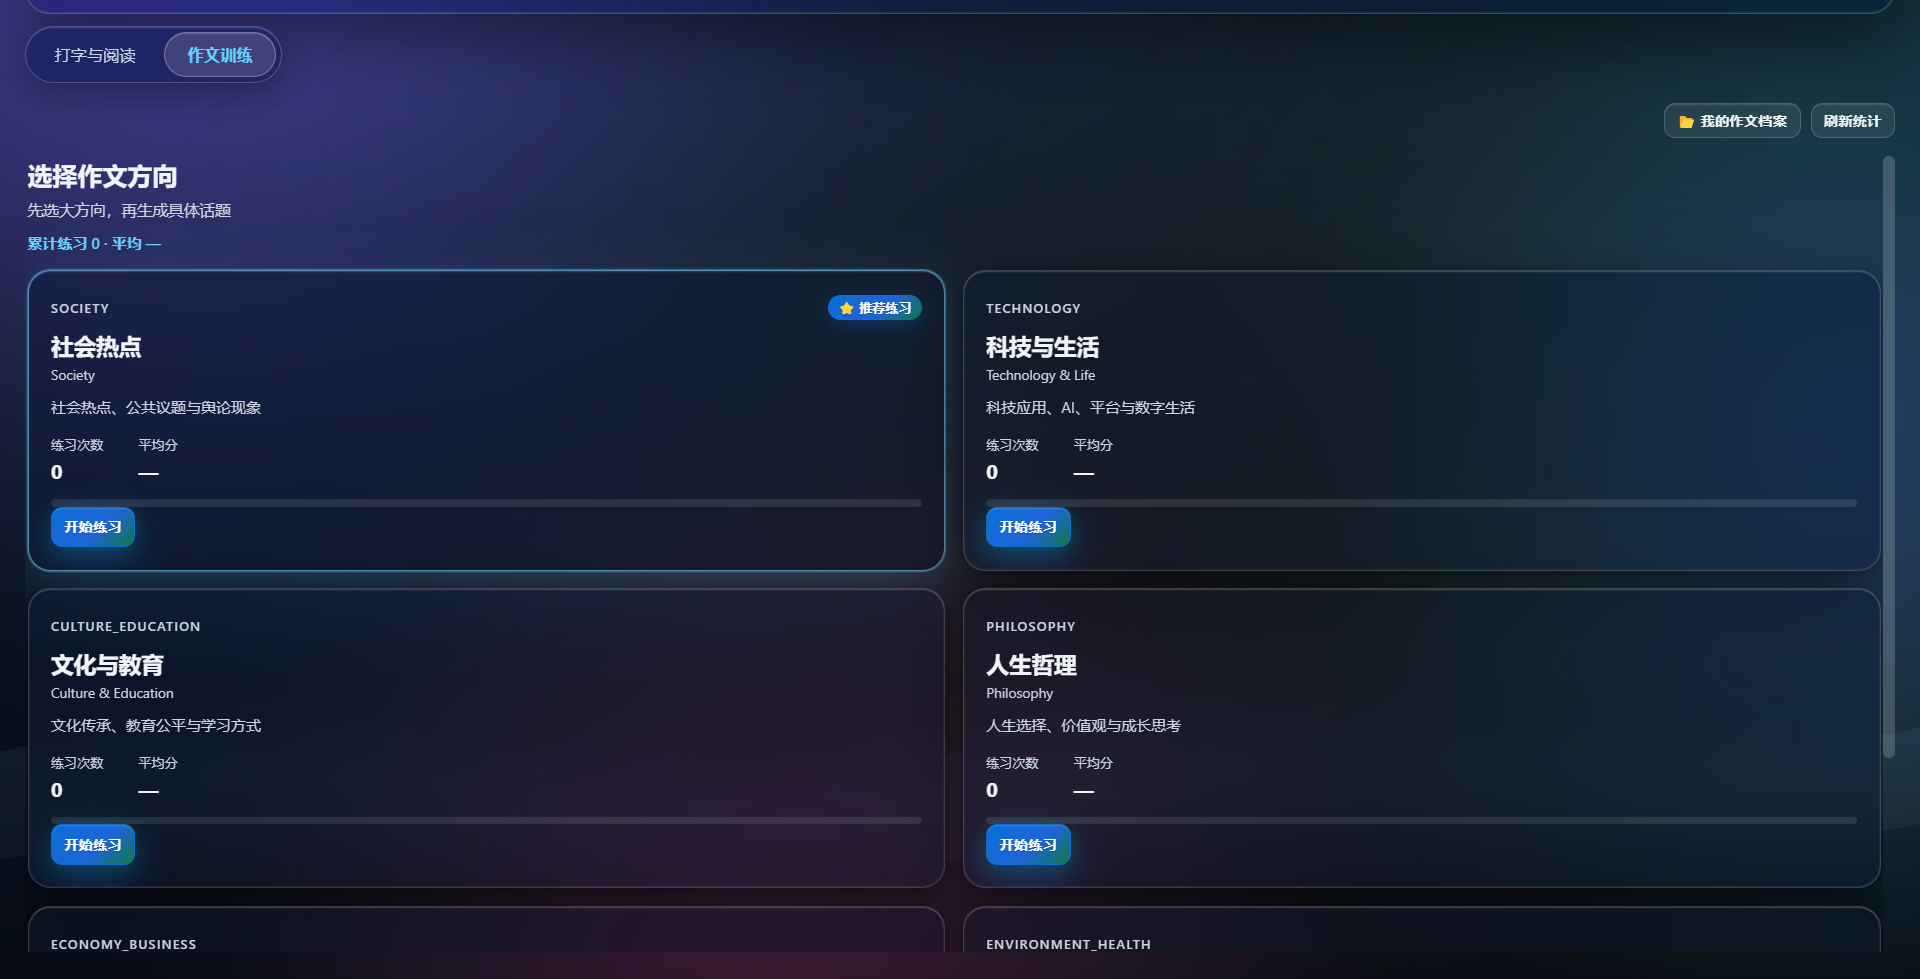 打字与阅读
作文训练
我的作文档案
刷新统计
选择作文方向
先选大方向，再生成具体话题
累计练习 0 · 平均 —
SOCIETY
推荐练习
社会热点
Society
社会热点、公共议题与舆论现象
练习次数 平均分
0 —
开始练习
TECHNOLOGY
科技与生活
Technology & Life
科技应用、AI、平台与数字生活
练习次数 平均分
0 —
开始练习
CULTURE_EDUCATION
文化与教育
Culture & Education
文化传承、教育公平与学习方式
练习次数 平均分
0 —
开始练习
PHILOSOPHY
人生哲理
Philosophy
人生选择、价值观与成长思考
练习次数 平均分
0 —
开始练习
ECONOMY_BUSINESS
ENVIRONMENT_HEALTH